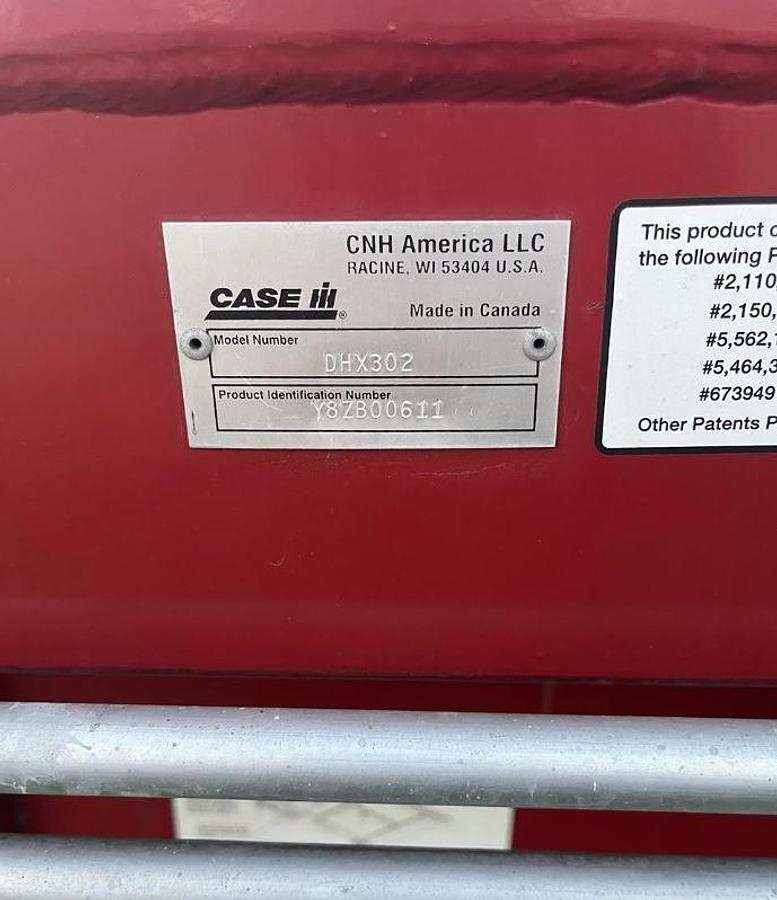 CNH America LLC
RACINE, WI 53404 U.S.A.
CASE IH
®
Made in Canada
Model Number
DHX302
Product Identification Number
Y8ZB00611
This product
the following
#2,110,
#2,150,
#5,562,
#5,464,3
#673949
Other Patents